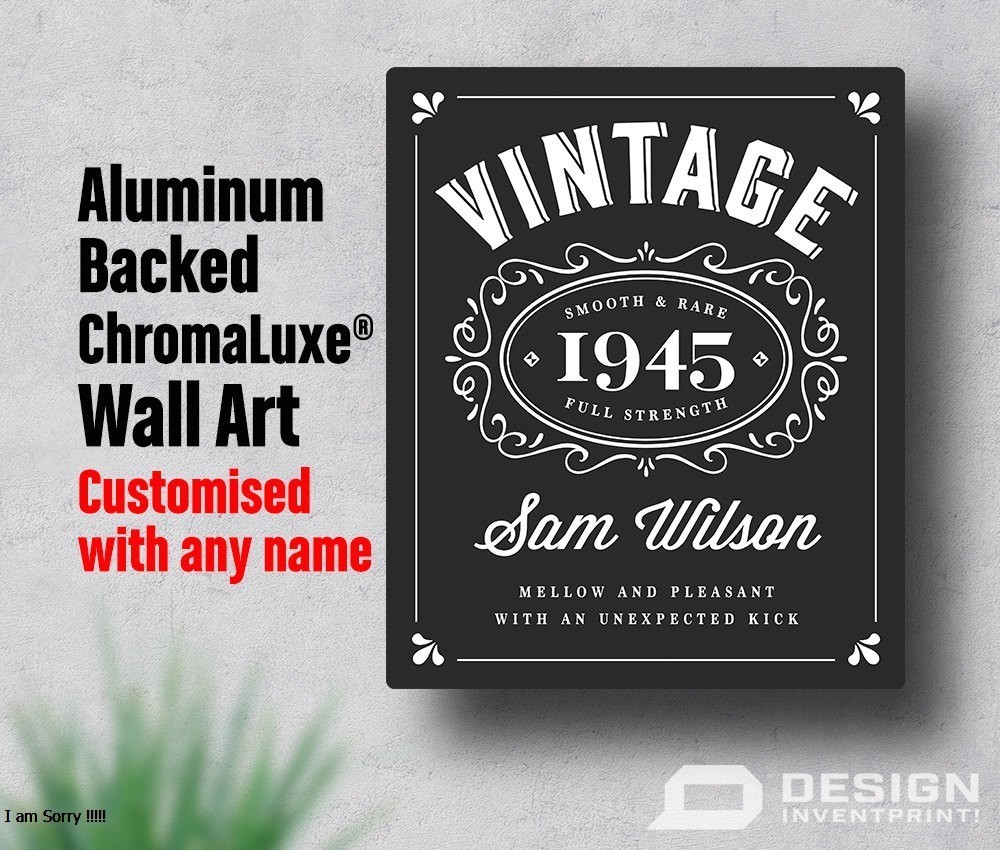 Aluminum
Backed
ChromaLuxe®
Wall Art
Customised
with any name
VINTAGE
SMOOTH & RARE
1945
FULL STRENGTH
Sam Wilson
MELLOW AND PLEASANT
WITH AN UNEXPECTED KICK
I am Sorry !!!!!
DESIGN
INVENTPRINT!